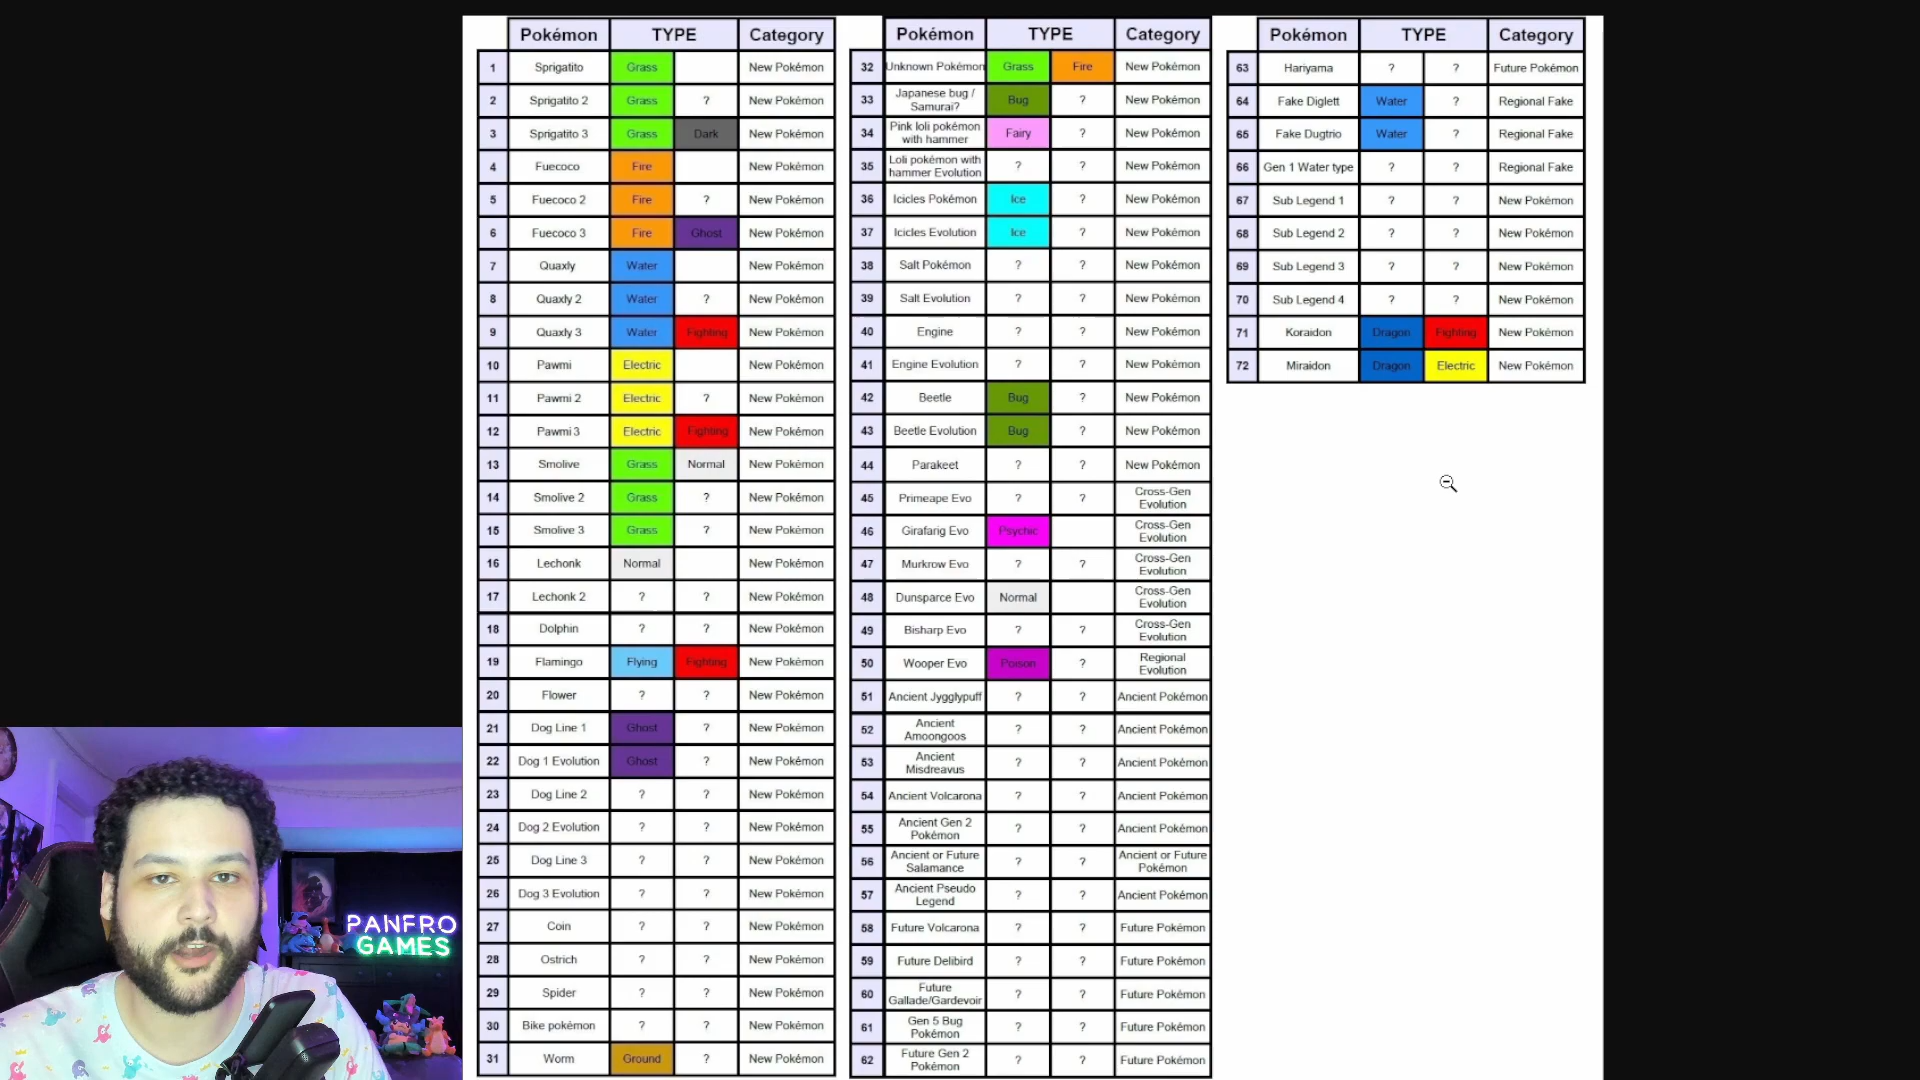 Pokémon TYPE Category
1 Sprigatito Grass New Pokémon
2 Sprigatito 2 Grass ? New Pokémon
3 Sprigatito 3 Grass Dark New Pokémon
4 Fuecoco Fire New Pokémon
5 Fuecoco 2 Fire ? New Pokémon
6 Fuecoco 3 Fire Ghost New Pokémon
7 Quaxly Water New Pokémon
8 Quaxly 2 Water ? New Pokémon
9 Quaxly 3 Water Fighting New Pokémon
10 Pawmi Electric New Pokémon
11 Pawmi 2 Electric ? New Pokémon
12 Pawmi 3 Electric Fighting New Pokémon
13 Smolive Grass Normal New Pokémon
14 Smolive 2 Grass ? New Pokémon
15 Smolive 3 Grass ? New Pokémon
16 Lechonk Normal New Pokémon
17 Lechonk 2 ? ? New Pokémon
18 Dolphin ? ? New Pokémon
19 Flamingo Flying Fighting New Pokémon
20 Flower ? ? New Pokémon
21 Dog Line 1 Ghost ? New Pokémon
22 Dog 1 Evolution Ghost ? New Pokémon
23 Dog Line 2 ? ? New Pokémon
24 Dog 2 Evolution ? ? New Pokémon
25 Dog Line 3 ? ? New Pokémon
26 Dog 3 Evolution ? ? New Pokémon
27 Coin ? ? New Pokémon
28 Ostrich ? ? New Pokémon
29 Spider ? ? New Pokémon
30 Bike pokémon ? ? New Pokémon
31 Worm Ground ? New Pokémon
Pokémon TYPE Category
32 Unknown Pokémon Grass Fire New Pokémon
33 Japanese bug /
Samurai? Bug ? New Pokémon
34 Pink loli pokémon
with hammer Fairy ? New Pokémon
35 Loli pokémon with
hammer Evolution ? ? New Pokémon
36 Icicles Pokémon Ice ? New Pokémon
37 Icicles Evolution Ice ? New Pokémon
38 Salt Pokémon ? ? New Pokémon
39 Salt Evolution ? ? New Pokémon
40 Engine ? ? New Pokémon
41 Engine Evolution ? ? New Pokémon
42 Beetle Bug ? New Pokémon
43 Beetle Evolution Bug ? New Pokémon
44 Parakeet ? ? New Pokémon
45 Primeape Evo ? ? Cross-Gen
Evolution
46 Girafarig Evo Psychic Cross-Gen
Evolution
47 Murkrow Evo ? ? Cross-Gen
Evolution
48 Dunsparce Evo Normal Cross-Gen
Evolution
49 Bisharp Evo ? ? Cross-Gen
Evolution
50 Wooper Evo Poison ? Regional
Evolution
51 Ancient Jygglypuff ? ? Ancient Pokémon
52 Ancient
Amoongoos ? ? Ancient Pokémon
53 Ancient
Misdreavus ? ? Ancient Pokémon
54 Ancient Volcarona ? ? Ancient Pokémon
55 Ancient Gen 2
Pokémon ? ? Ancient Pokémon
56 Ancient or Future
Salamance ? ? Ancient or Future
Pokémon
57 Ancient Pseudo
Legend ? ? Ancient Pokémon
58 Future Volcarona ? ? Future Pokémon
59 Future Delibird ? ? Future Pokémon
60 Future
Gallade/Gardevoir ? ? Future Pokémon
61 Gen 5 Bug
Pokémon ? ? Future Pokémon
62 Future Gen 2
Pokémon ? ? Future Pokémon
Pokémon TYPE Category
63 Hariyama ? ? Future Pokémon
64 Fake Diglett Water ? Regional Fake
65 Fake Dugtrio Water ? Regional Fake
66 Gen 1 Water type ? ? Regional Fake
67 Sub Legend 1 ? ? New Pokémon
68 Sub Legend 2 ? ? New Pokémon
69 Sub Legend 3 ? ? New Pokémon
70 Sub Legend 4 ? ? New Pokémon
71 Koraidon Dragon Fighting New Pokémon
72 Miraidon Dragon Electric New Pokémon
PANFRO
GAMES